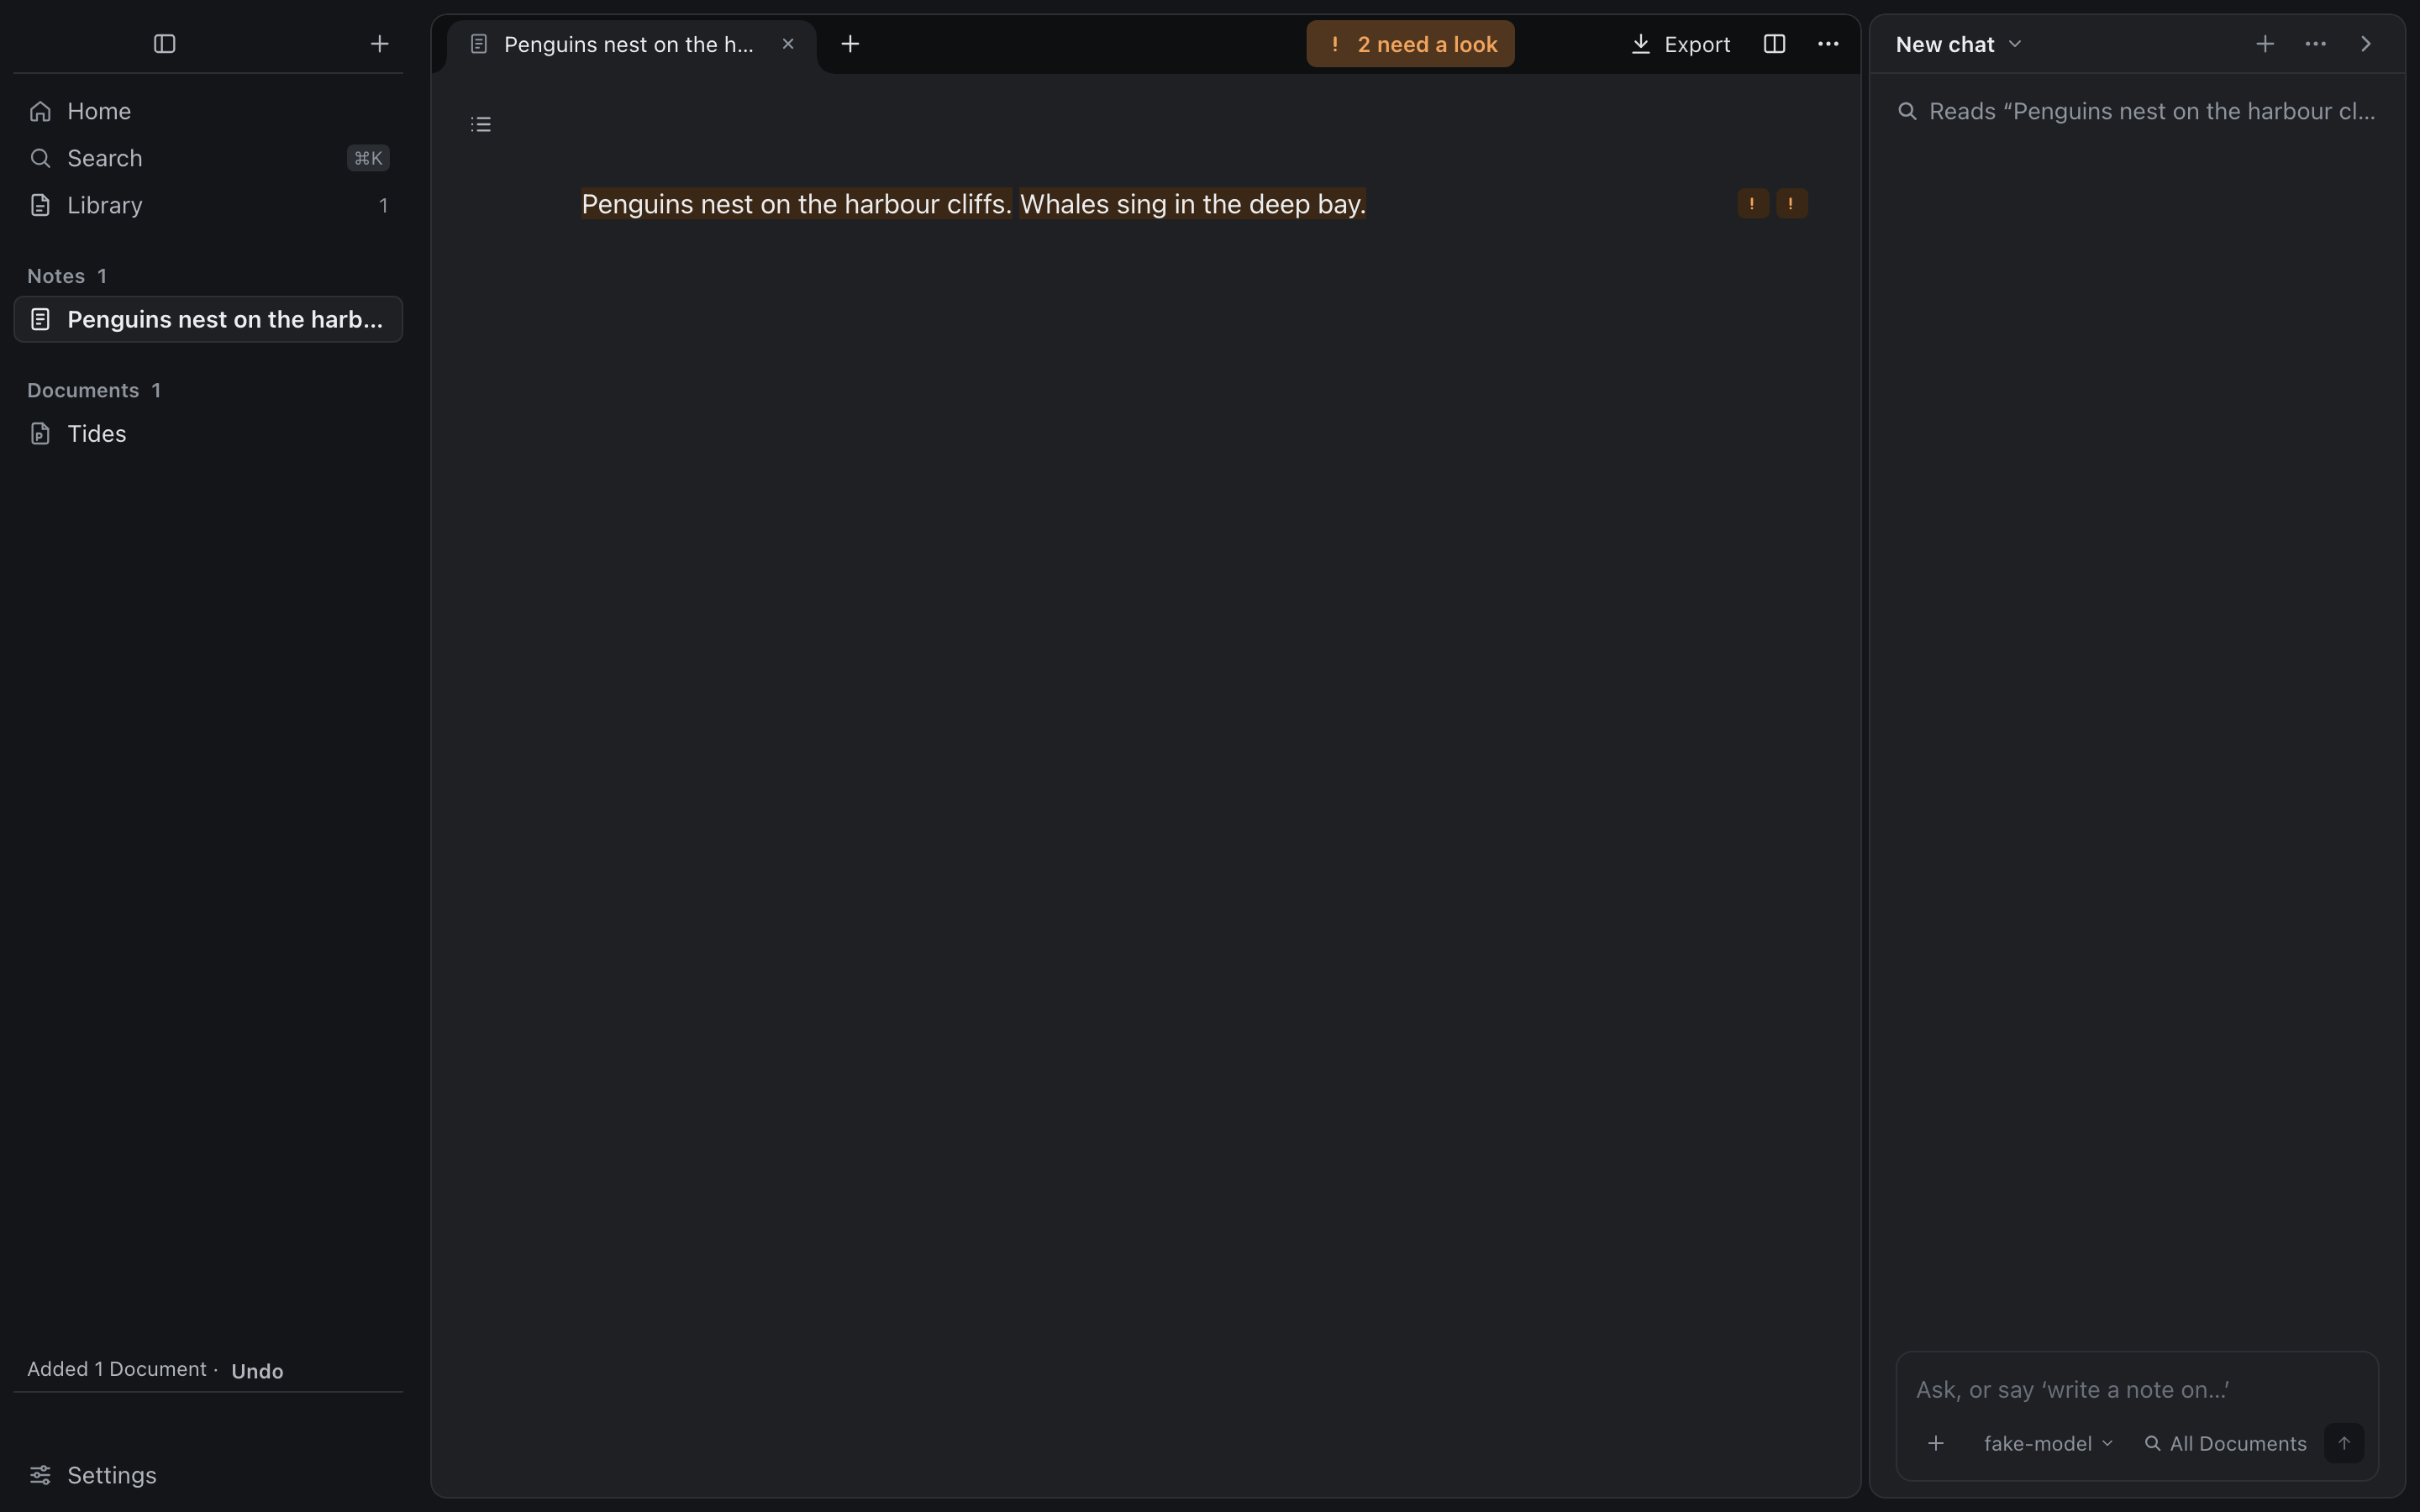 Home
Search ⌘K
Library 1
Notes 1
Penguins nest on the harb...
Documents 1
Tides
Added 1 Document · Undo
Settings
Penguins nest on the h...
! 2 need a look
Export
Penguins nest on the harbour cliffs. Whales sing in the deep bay.
! !
New chat
Reads “Penguins nest on the harbour cl...
Ask, or say ‘write a note on…’
fake-model
All Documents